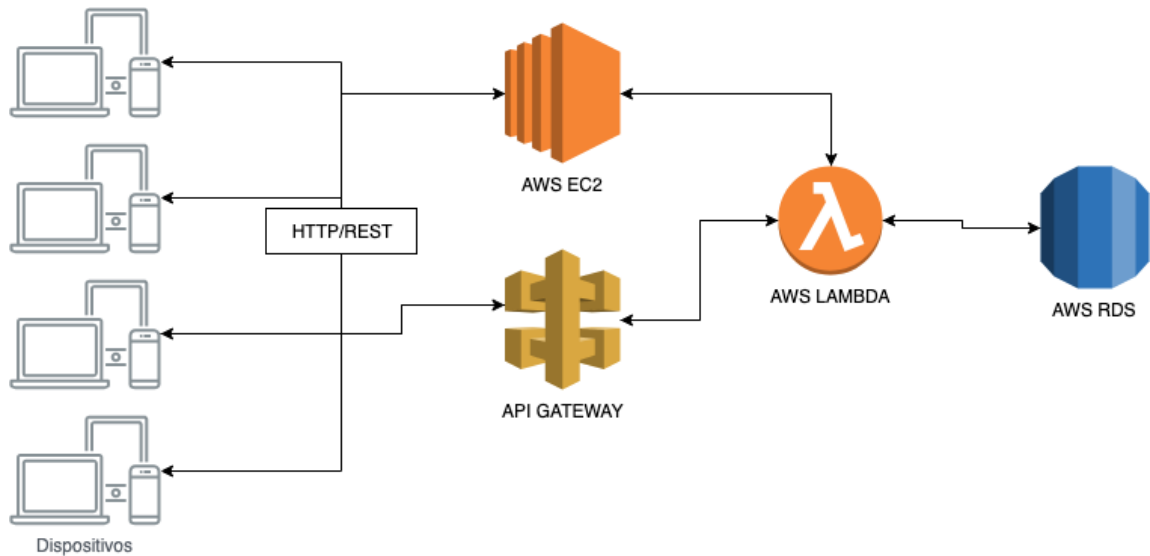 AWS EC2
HTTP/REST
AWS LAMBDA
AWS RDS
API GATEWAY
Dispositivos